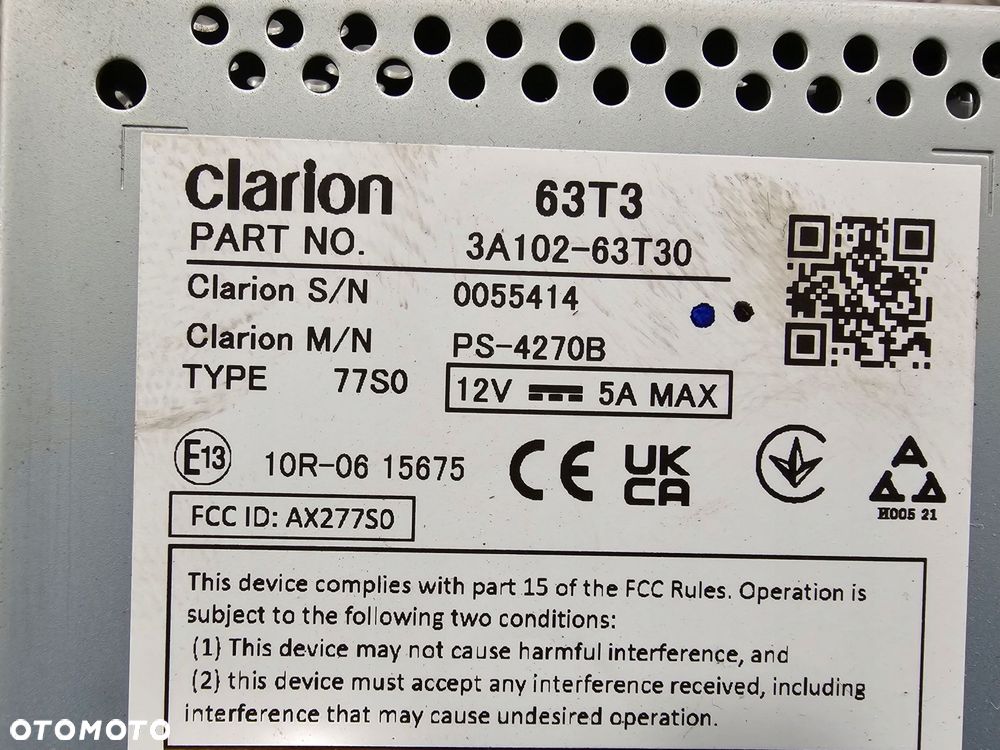 clarion 63T3
PART NO. 3A102-63T30
Clarion S/N 0055414
Clarion M/N PS-4270B
TYPE 77S0 12V 5A MAX
E13 10R-06 15675 CE UK CA
H005 21
FCC ID: AX277S0
This device complies with part 15 of the FCC Rules. Operation is
subject to the following two conditions:
(1) This device may not cause harmful interference, and
(2) this device must accept any interference received, including
interference that may cause undesired operation.
OTOMOTO